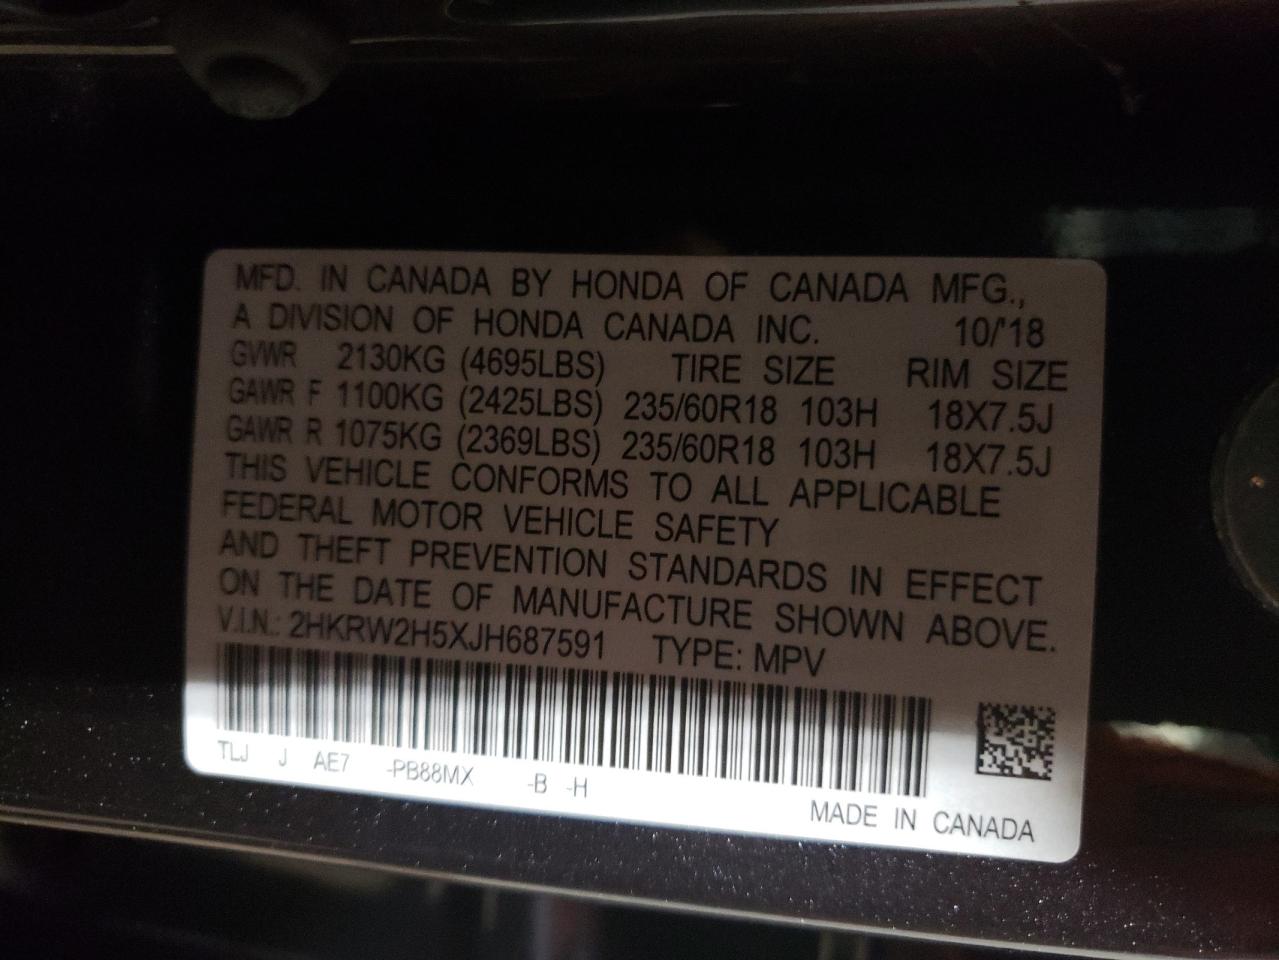 MFD. IN CANADA BY HONDA OF CANADA MFG.,
A DIVISION OF HONDA CANADA INC. 10/'18
GVWR 2130KG (4695LBS) TIRE SIZE RIM SIZE
GAWR F 1100KG (2425LBS) 235/60R18 103H 18X7.5J
GAWR R 1075KG (2369LBS) 235/60R18 103H 18X7.5J
THIS VEHICLE CONFORMS TO ALL APPLICABLE
FEDERAL MOTOR VEHICLE SAFETY
AND THEFT PREVENTION STANDARDS IN EFFECT
ON THE DATE OF MANUFACTURE SHOWN ABOVE.
V.I.N.: 2HKRW2H5XJH687591 TYPE: MPV
TLJ J AE7 -PB88MX -B -H
MADE IN CANADA